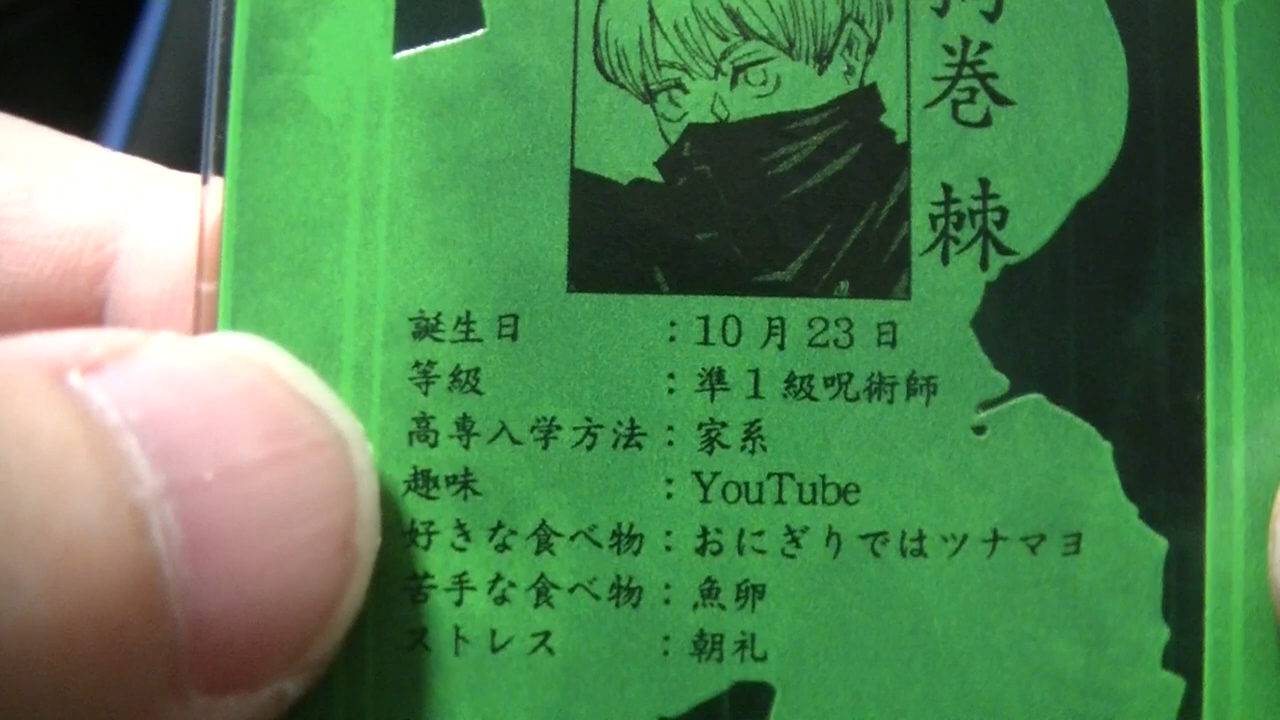 狗巻 棘
誕生日 : 10月23日
等級 : 準1級呪術師
高専入学方法 : 家系
趣味 : YouTube
好きな食べ物 : おにぎりではツナマヨ
苦手な食べ物 : 魚卵
ストレス : 朝礼